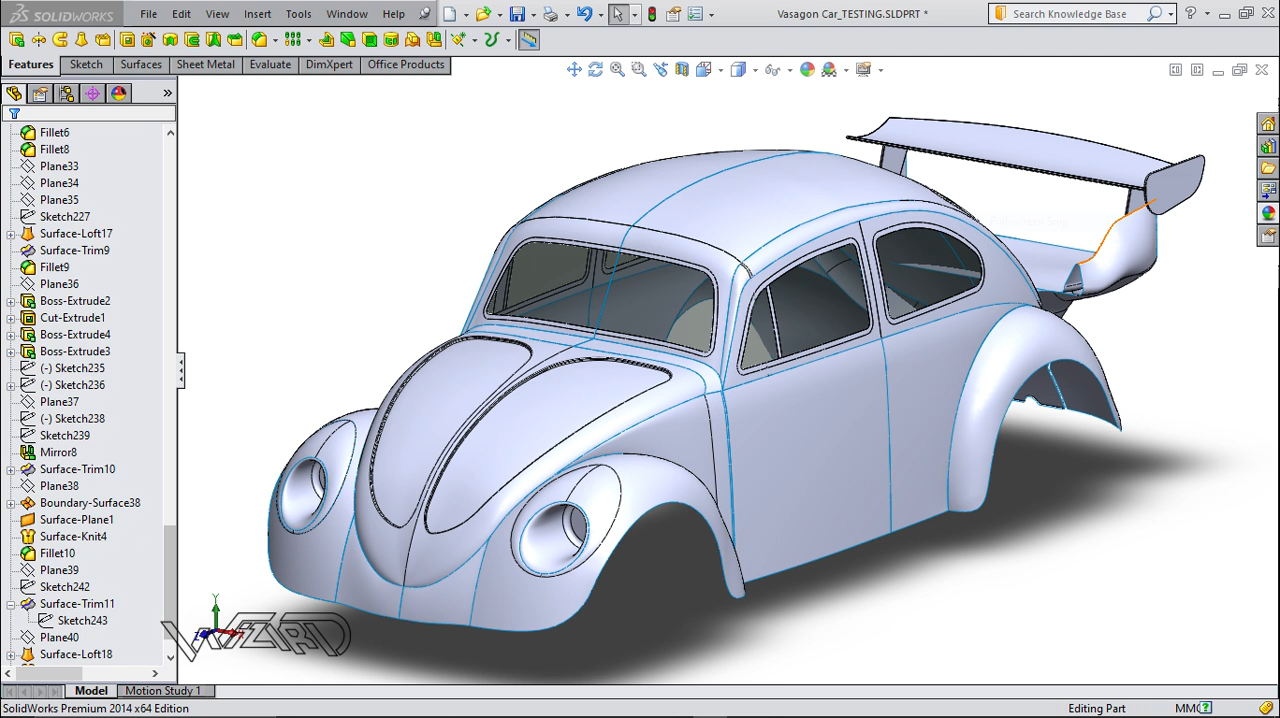 SOLIDWORKS File Edit View Insert Tools Window Help Vasagon Car_TESTING.SLDPRT * Search Knowledge Base
Features Sketch Surfaces Sheet Metal Evaluate DimXpert Office Products
Fillet6
Fillet8
Plane33
Plane34
Plane35
Sketch227
Surface-Loft17
Surface-Trim9
Fillet9
Plane36
Boss-Extrude2
Cut-Extrude1
Boss-Extrude4
Boss-Extrude3
(-) Sketch235
(-) Sketch236
Plane37
(-) Sketch238
Sketch239
Mirror8
Surface-Trim10
Plane38
Boundary-Surface38
Surface-Plane1
Surface-Knit4
Fillet10
Plane39
Sketch242
Surface-Trim11
Sketch243
Plane40
Surface-Loft18
Y
WIZARD
Model Motion Study 1
SolidWorks Premium 2014 x64 Edition Editing Part